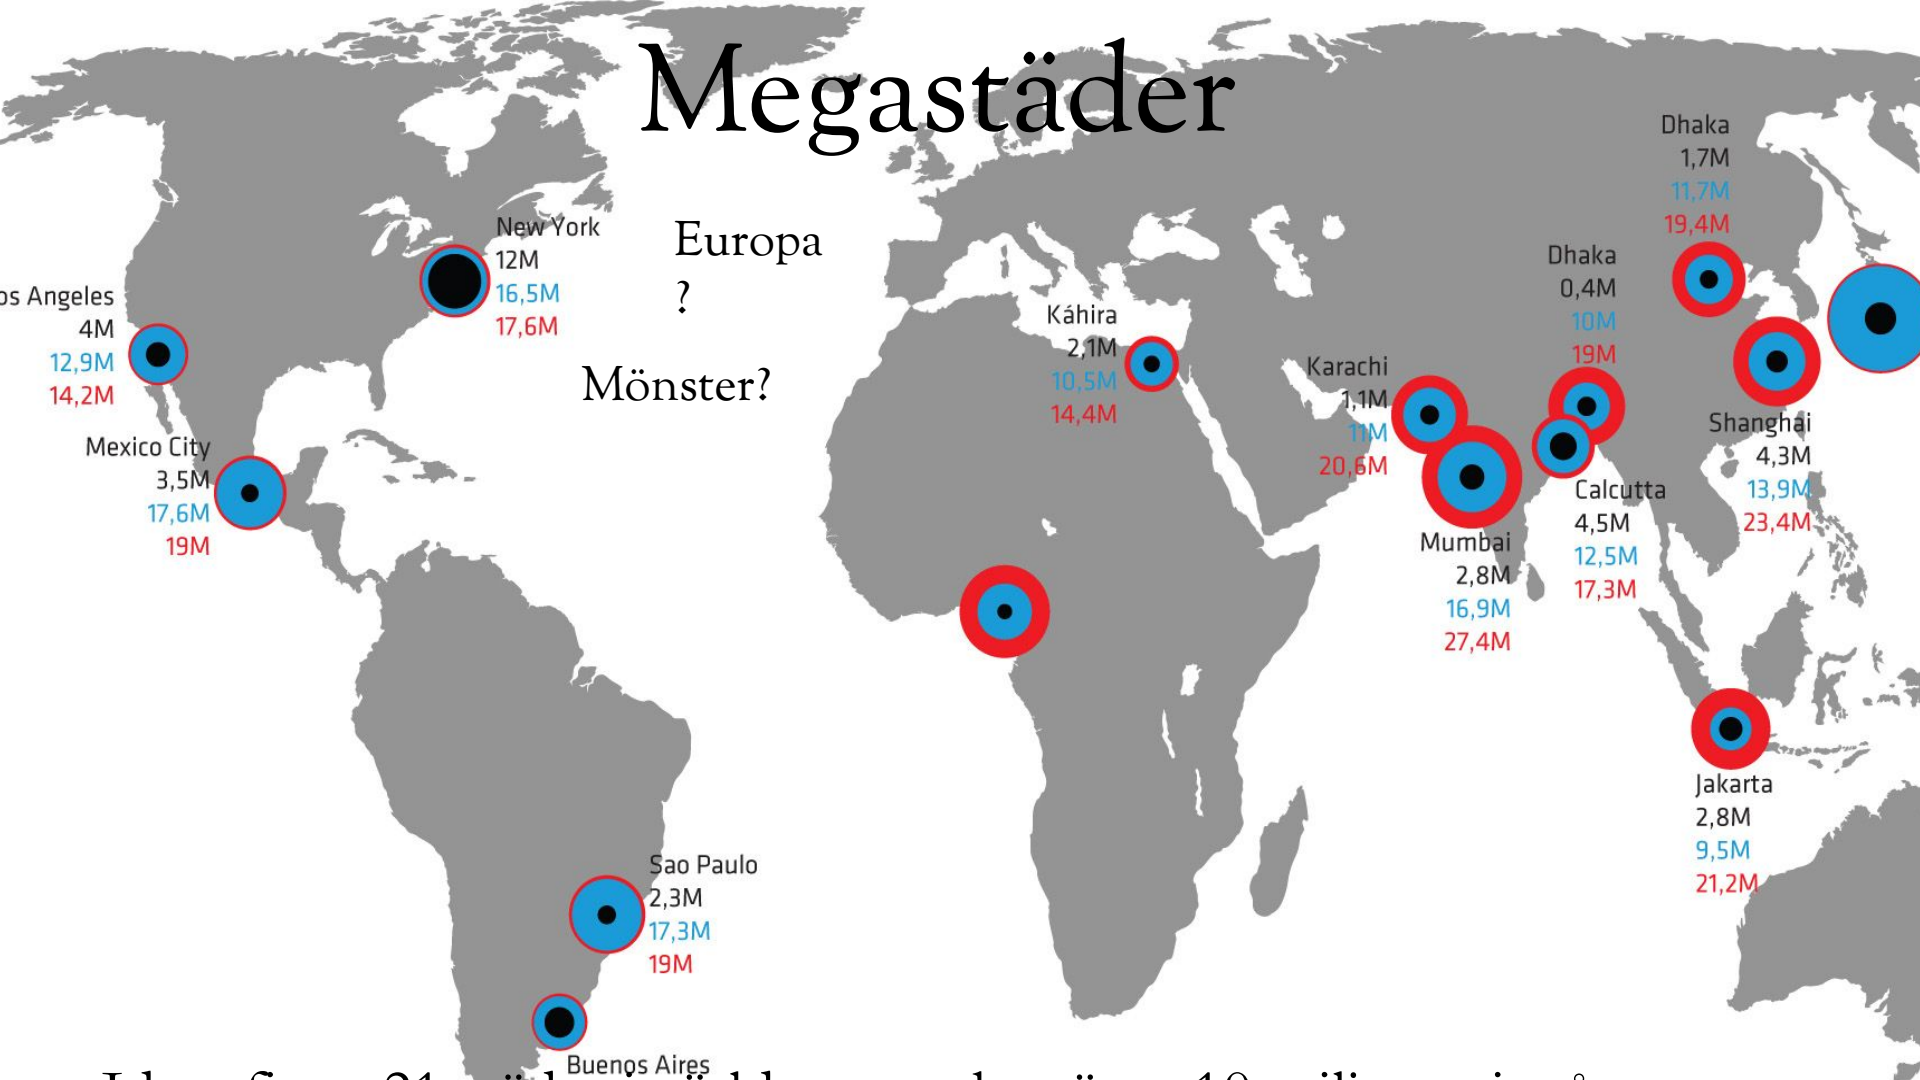 Megastäder
Europa
?
Mönster?
New York
12M
16,5M
17,6M
os Angeles
4M
12,9M
14,2M
Mexico City
3,5M
17,6M
19M
Káhira
2,1M
10,5M
14,4M
Karachi
1,1M
11M
20,6M
Dhaka
1,7M
11,7M
19,4M
Dhaka
0,4M
10M
19M
Shanghai
4,3M
13,9M
23,4M
Calcutta
4,5M
12,5M
17,3M
Mumbai
2,8M
16,9M
27,4M
Jakarta
2,8M
9,5M
21,2M
Sao Paulo
2,3M
17,3M
19M
Buenos Aires